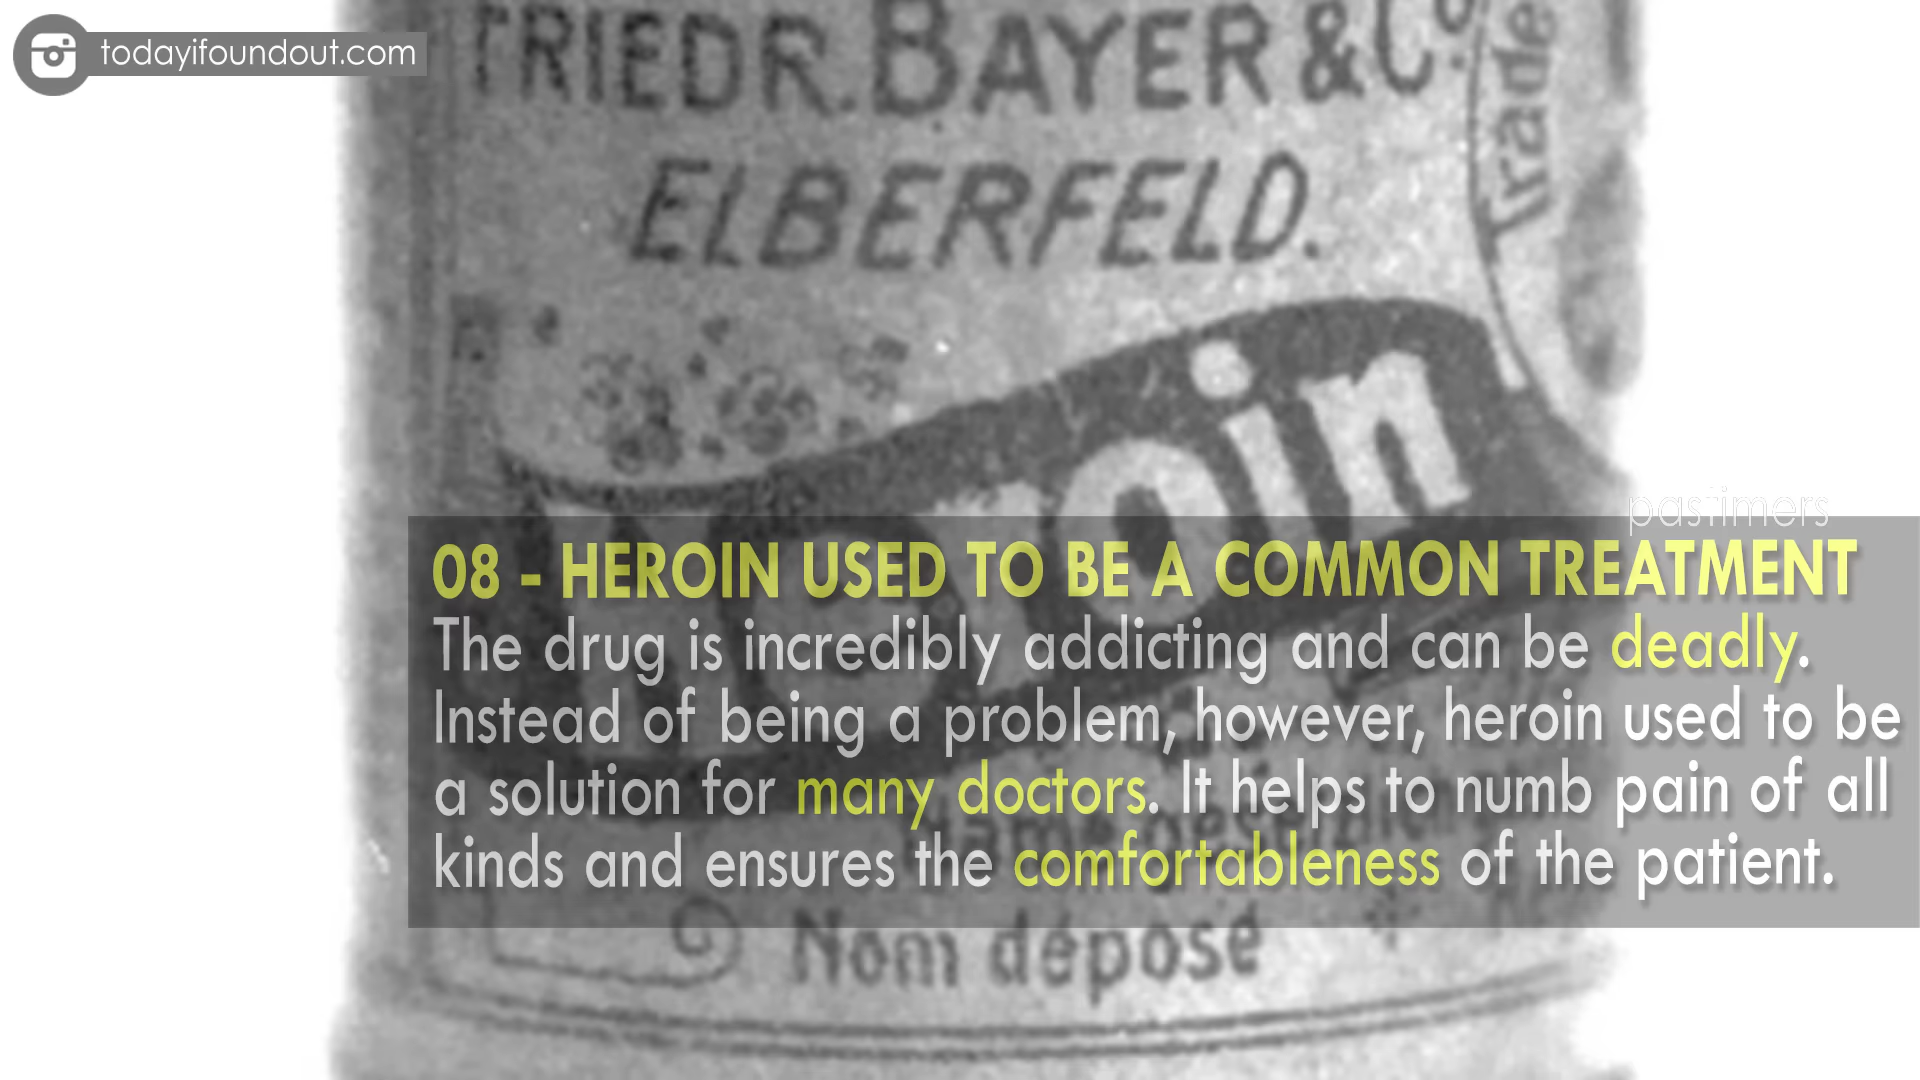 todayifoundout.com
FRIEDR. BAYER & Co.
Trade
ELBERFELD.
Heroin
pastimers
08 - HEROIN USED TO BE A COMMON TREATMENT
The drug is incredibly addicting and can be deadly.
Instead of being a problem, however, heroin used to be
a solution for many doctors. It helps to numb pain of all
kinds and ensures the comfortableness of the patient.
Nom déposé